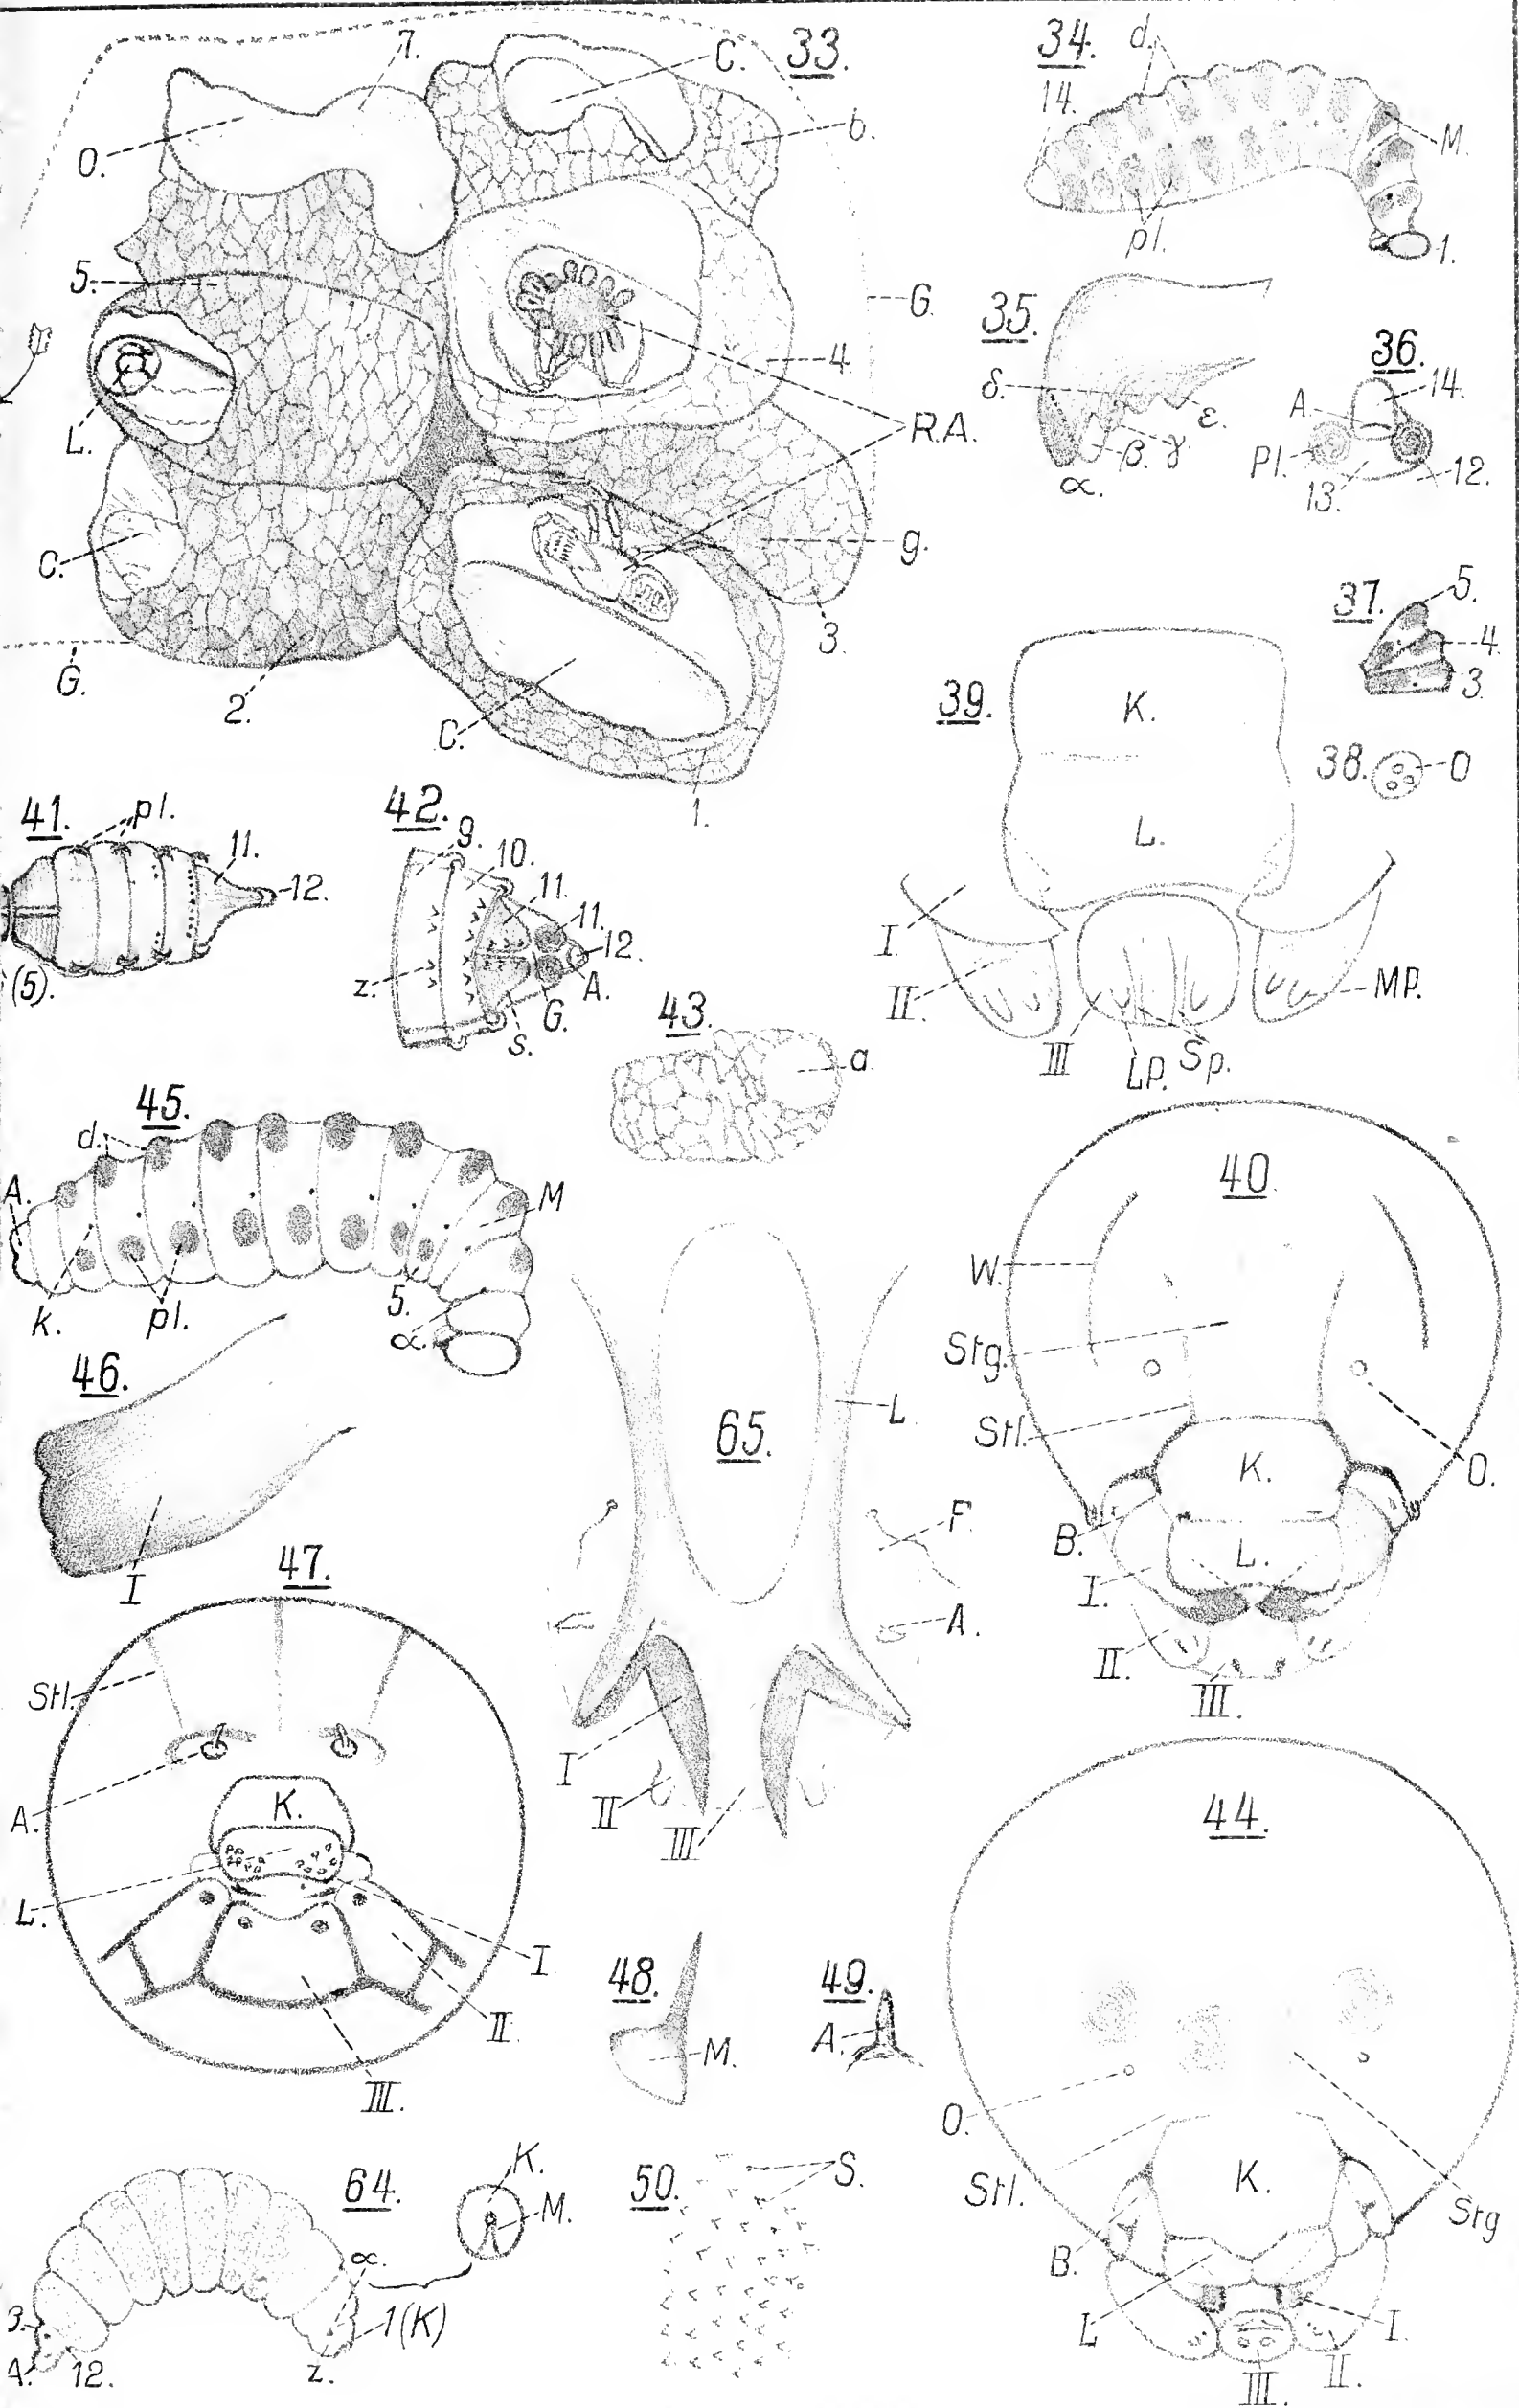 33.
7.
C.
O.
b.
5.
G.
4.
L.
R.A.
C.
g.
3.
G.
2.
C.
1.
34.
d.
14.
M.
pl.
1.
35.
δ.
ε.
β. γ.
α.
36.
14.
A.
Pl.
12.
13.
37.
5.
4.
3.
38.
O
39.
K.
L.
I.
II.
MP.
III
LP. Sp.
41.
pl.
11.
12.
(5).
42.
9.
10.
11.
11.
12.
z.
A.
G.
s.
43.
a.
45.
d.
A.
M
k.
pl.
5.
α.
40.
W.
Stg.
Stl.
K.
O.
B.
L.
I.
II.
III.
46.
I
65.
L.
F.
A.
I
II
III.
47.
Stl.
A.
K.
L.
I.
II.
III.
48.
M.
49.
A.
44.
O.
Stl.
K.
Stg
B.
L
I.
II.
III.
64.
K.
M.
α.
3.
1(K)
A.
12.
z.
50.
S.